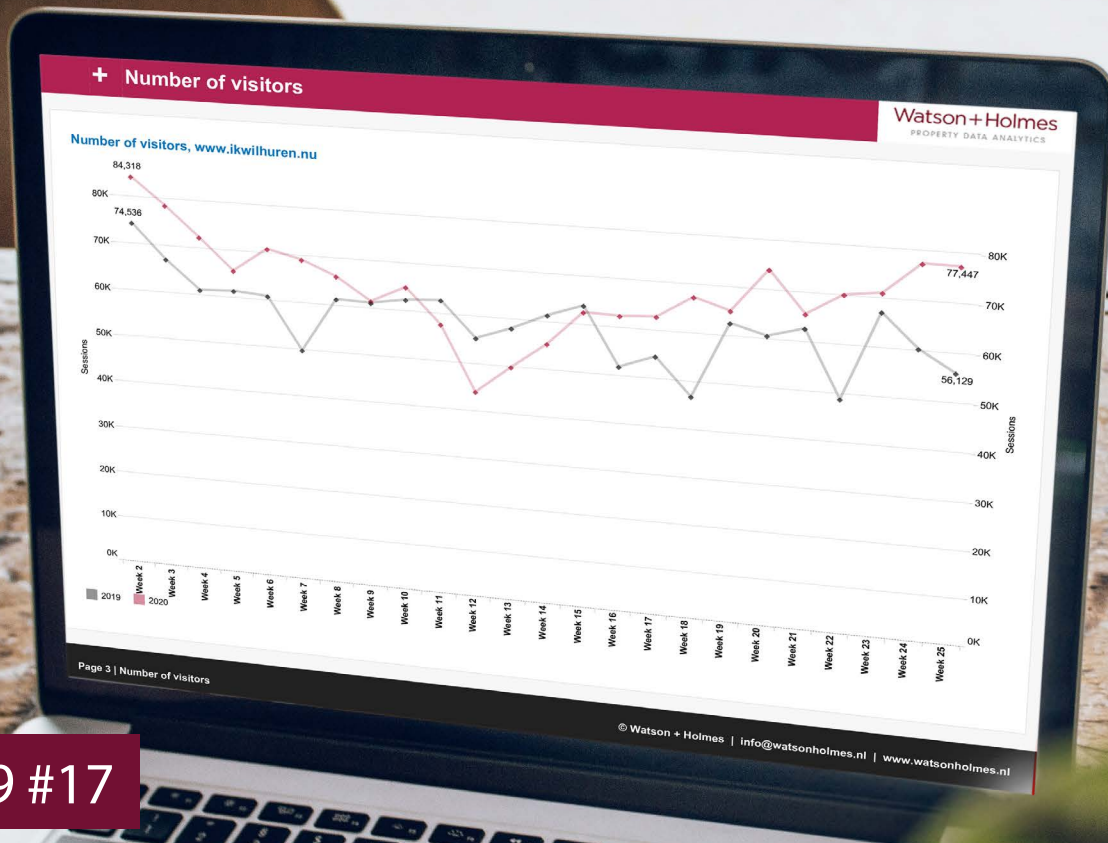 + Number of visitors
Watson+Holmes
PROPERTY DATA ANALYTICS
Number of visitors, www.ikwilhuren.nu
84,318
80K
74,536
70K
60K
50K
40K
30K
20K
10K
0K
Sessions
80K
77,447
70K
60K
56,129
50K
40K
30K
20K
10K
0K
Sessions
Week 2
Week 3
Week 4
Week 5
Week 6
Week 7
Week 8
Week 9
Week 10
Week 11
Week 12
Week 13
Week 14
Week 15
Week 16
Week 17
Week 18
Week 19
Week 20
Week 21
Week 22
Week 23
Week 24
Week 25
2019
2020
Page 3 | Number of visitors
© Watson + Holmes | info@watsonholmes.nl | www.watsonholmes.nl
9 #17